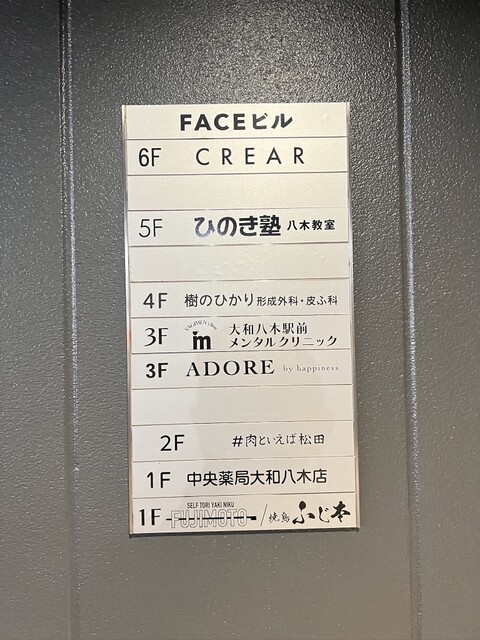 FACEビル
6F CREAR
5F ひのき塾 八木教室
4F 樹のひかり 形成外科・皮ふ科
3F 大和八木駅前
メンタルクリニック
3F ADORE by happiness
2F #肉といえば松田
1F 中央薬局大和八木店
SELF TORI YAKI NIKU
1F FUJIMOTO / 焼鳥 ふじ本